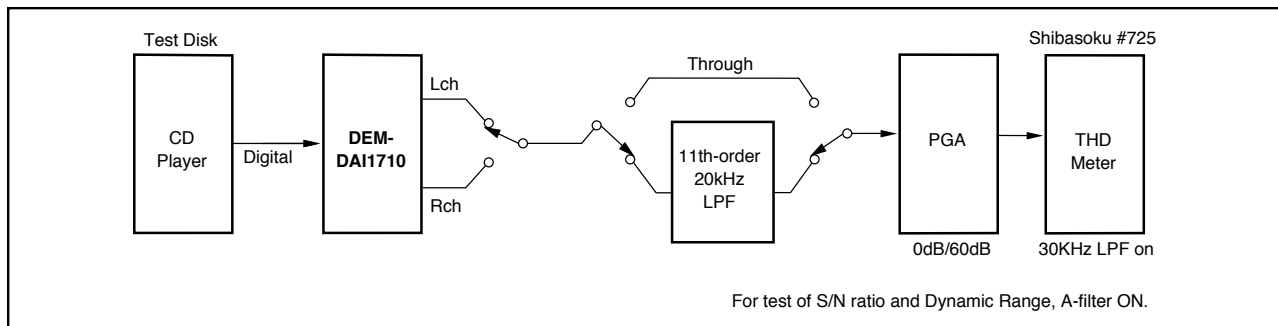 Test Disk
Shibasoku #725
Through
Lch
CD
Player
Digital
DEM-
DAI1710
Rch
11th-order
20kHz
LPF
PGA
THD
Meter
0dB/60dB
30KHz LPF on
For test of S/N ratio and Dynamic Range, A-filter ON.